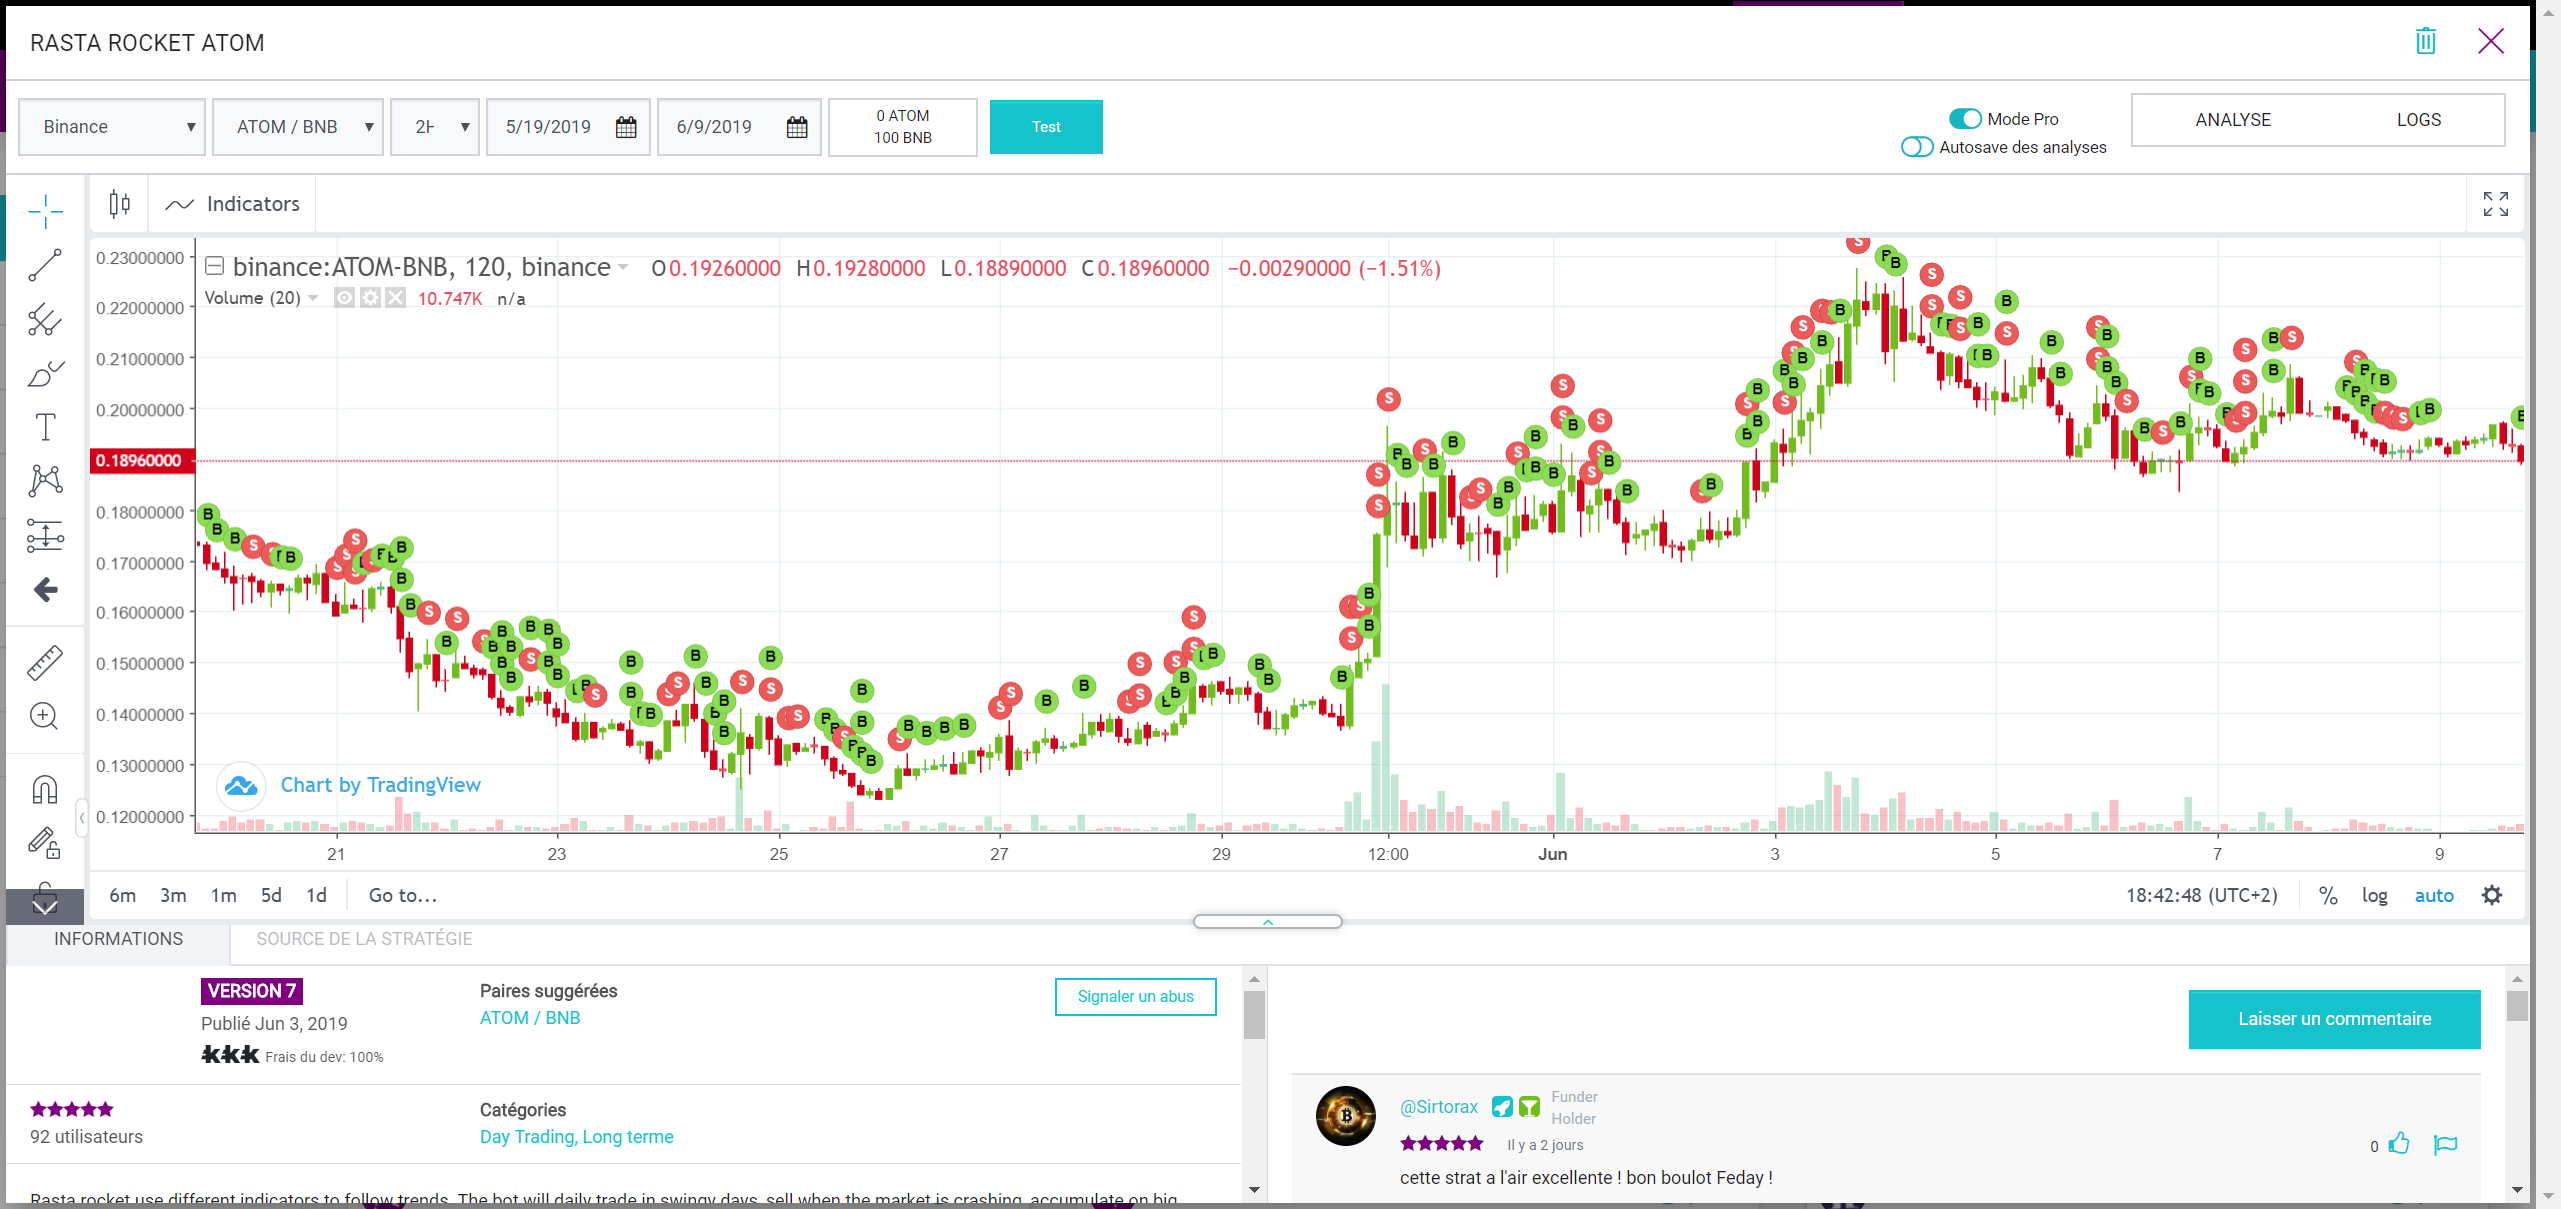 RASTA ROCKET ATOM
Binance
ATOM / BNB
5/19/2019
6/9/2019
0 ATOM
100 BNB
Test
Mode Pro
Autosave des analyses
ANALYSE
LOGS
Indicators
binance:ATOM-BNB, 120, binance O0.19260000 H0.19280000 L0.18890000 C0.18960000 −0.00290000 (−1.51%)
Volume (20) 10.747K n/a
0.23000000
0.22000000
0.21000000
0.20000000
0.18960000
0.18000000
0.17000000
0.16000000
0.15000000
0.14000000
0.13000000
0.12000000
Chart by TradingView
21 23 25 27 29 12:00 Jun 3 5 7 9
6m 3m 1m 5d 1d Go to...
18:42:48 (UTC+2) % log auto
INFORMATIONS
SOURCE DE LA STRATÉGIE
VERSION 7
Publié Jun 3, 2019
Frais du dev: 100%
Paires suggérées
ATOM / BNB
Signaler un abus
92 utilisateurs
Catégories
Day Trading, Long terme
Rasta rocket use different indicators to follow trends. The bot will daily trade in swingy days, sell when the market is crashing, accumulate on big
Laisser un commentaire
@Sirtorax
Funder
Holder
Il y a 2 jours
0
cette strat a l'air excellente ! bon boulot Feday !